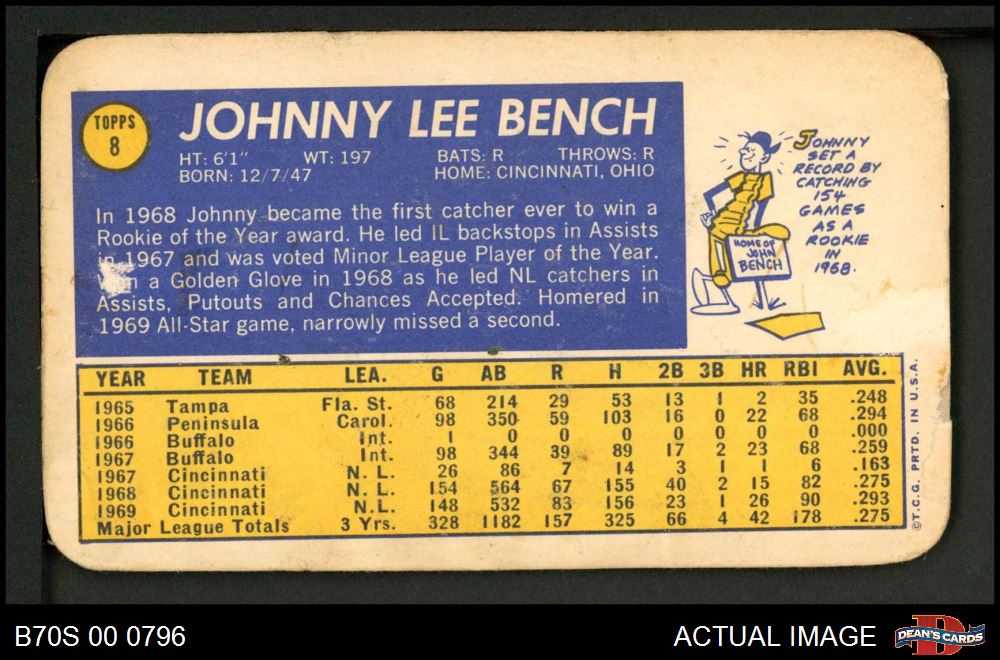 TOPPS
8
JOHNNY LEE BENCH
HT: 6'1" WT: 197 BATS: R THROWS: R
BORN: 12/7/47 HOME: CINCINNATI, OHIO
In 1968 Johnny became the first catcher ever to win a
Rookie of the Year award. He led IL backstops in Assists
in 1967 and was voted Minor League Player of the Year.
a Golden Glove in 1968 as he led NL catchers in
Assists, Putouts and Chances Accepted. Homered in
1969 All-Star game, narrowly missed a second.
JOHNNY
SET A
RECORD BY
CATCHING
154
GAMES
AS A
ROOKIE
IN
1968.
HOME OF
JOHN
BENCH
YEAR TEAM LEA. G AB R H 2B 3B HR RBI AVG.
1965 Tampa Fla. St. 68 214 29 53 13 1 2 35 .248
1966 Peninsula Carol. 98 350 59 103 16 0 22 68 .294
1966 Buffalo Int. 1 0 0 0 0 0 0 0 .000
1967 Buffalo Int. 98 344 39 89 17 2 23 68 .259
1967 Cincinnati N. L. 26 86 7 14 3 1 1 6 .163
1968 Cincinnati N. L. 154 564 67 155 40 2 15 82 .275
1969 Cincinnati N.L. 148 532 83 156 23 1 26 90 .293
Major League Totals 3 Yrs. 328 1182 157 325 66 4 42 178 .275
©T.C.G. PRTD. IN U.S.A.
B70S 00 0796
ACTUAL IMAGE
D
DEAN'S CARDS